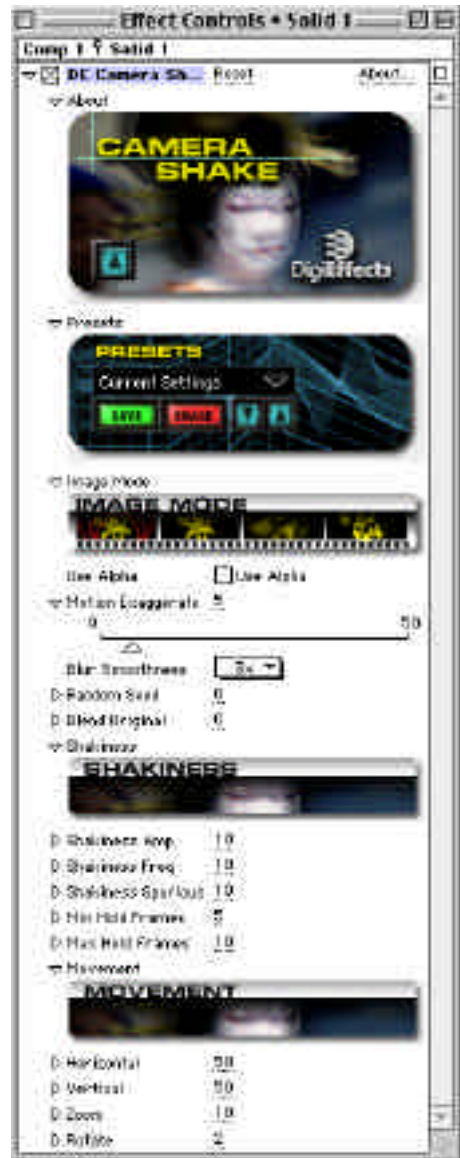 Effect Controls • Solid 1
Comp 1 • Solid 1
DE Camera Sh... Reset About...
About
CAMERA
SHAKE
DigiEffects
Presets
PRESETS
Current Settings
SAVE ERASE
Image Mode
IMAGE MODE
Use Alpha Use Alpha
Motion Exaggerate 5
0 50
Blur Smoothness
Random Seed 0
Blend Original 0
Shakiness
SHAKINESS
Shakiness Amp 10
Shakiness Freq 10
Shakiness Spurious 10
Min Hold Frames 5
Max Hold Frames 10
Movement
MOVEMENT
Horizontal 50
Vertical 50
Zoom 10
Rotate 2